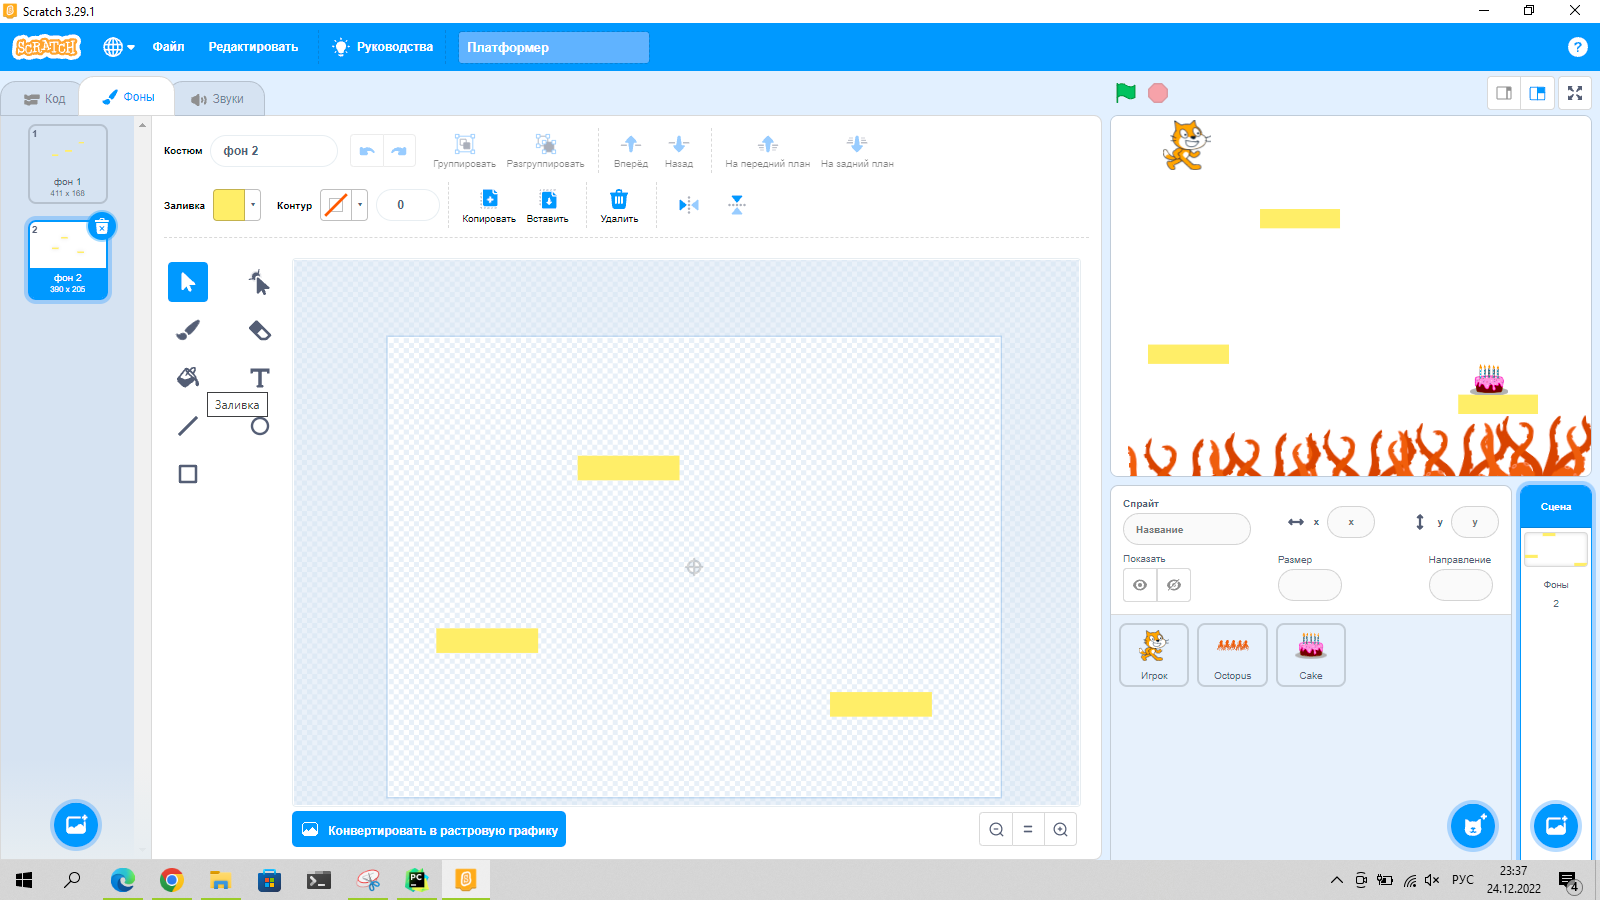 Scratch 3.29.1
SCRATCH
Файл
Редактировать
Руководства
Платформер
?
Код
Фоны
Звуки
1
фон 1
411 x 168
2
фон 2
390 x 205
Костюм
фон 2
Группировать
Разгруппировать
Вперёд
Назад
На передний план
На задний план
Заливка
Контур
0
Копировать
Вставить
Удалить
Заливка
Конвертировать в растровую графику
Спрайт
Название
x
x
y
y
Показать
Размер
Направление
Игрок
Octopus
Cake
Сцена
Фоны
2
PC
РУС
23:37
24.12.2022
4